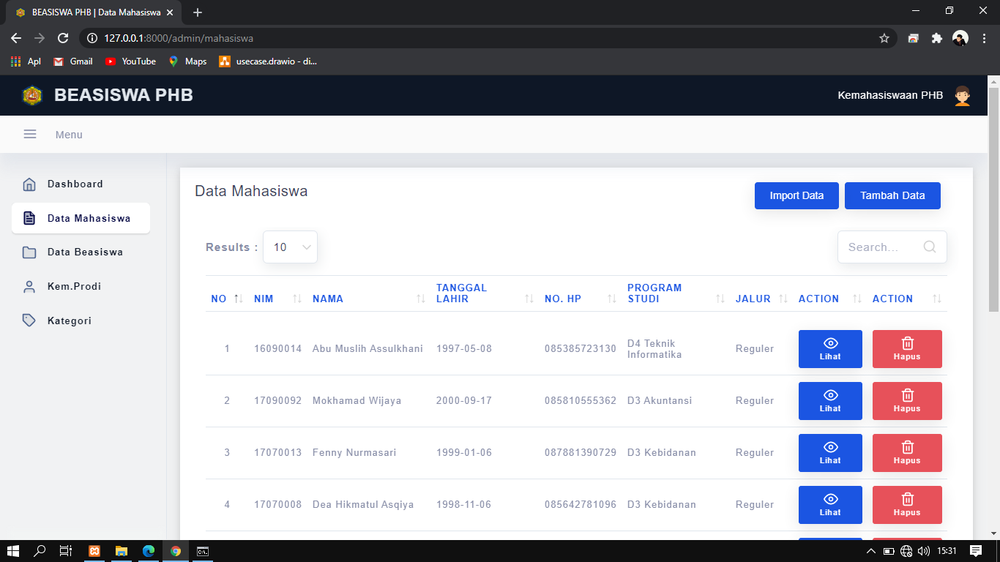 BEASISWA PHB | Data Mahasiswa
127.0.0.1:8000/admin/mahasiswa
Apl Gmail YouTube Maps usecase.drawio - di...
BEASISWA PHB
Kemahasiswaan PHB
Menu
Dashboard
Data Mahasiswa
Data Beasiswa
Kem.Prodi
Kategori
Data Mahasiswa
Import Data
Tambah Data
Results : 10
Search...
NO NIM NAMA TANGGAL LAHIR NO. HP PROGRAM STUDI JALUR ACTION ACTION
1 16090014 Abu Muslih Assulkhani 1997-05-08 085385723130 D4 Teknik Informatika Reguler Lihat Hapus
2 17090092 Mokhamad Wijaya 2000-09-17 085810555362 D3 Akuntansi Reguler Lihat Hapus
3 17070013 Fenny Nurmasari 1999-01-06 087881390729 D3 Kebidanan Reguler Lihat Hapus
4 17070008 Dea Hikmatul Asqiya 1998-11-06 085642781096 D3 Kebidanan Reguler Lihat Hapus
15:31